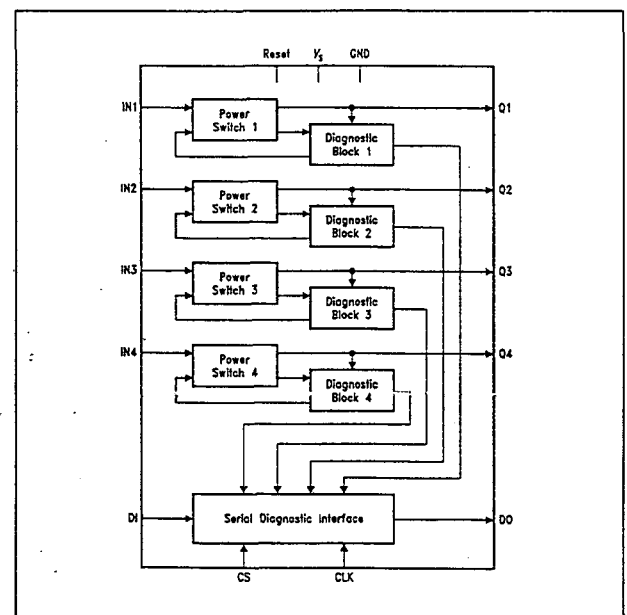 Reset Vs GND
IN1
Power
Switch 1
Q1
Diagnostic
Block 1
IN2
Power
Switch 2
Q2
Diagnostic
Block 2
IN3
Power
Switch 3
Q3
Diagnostic
Block 3
IN4
Power
Switch 4
Q4
Diagnostic
Block 4
DI
Serial Diagnostic Interface
DO
CS
CLK